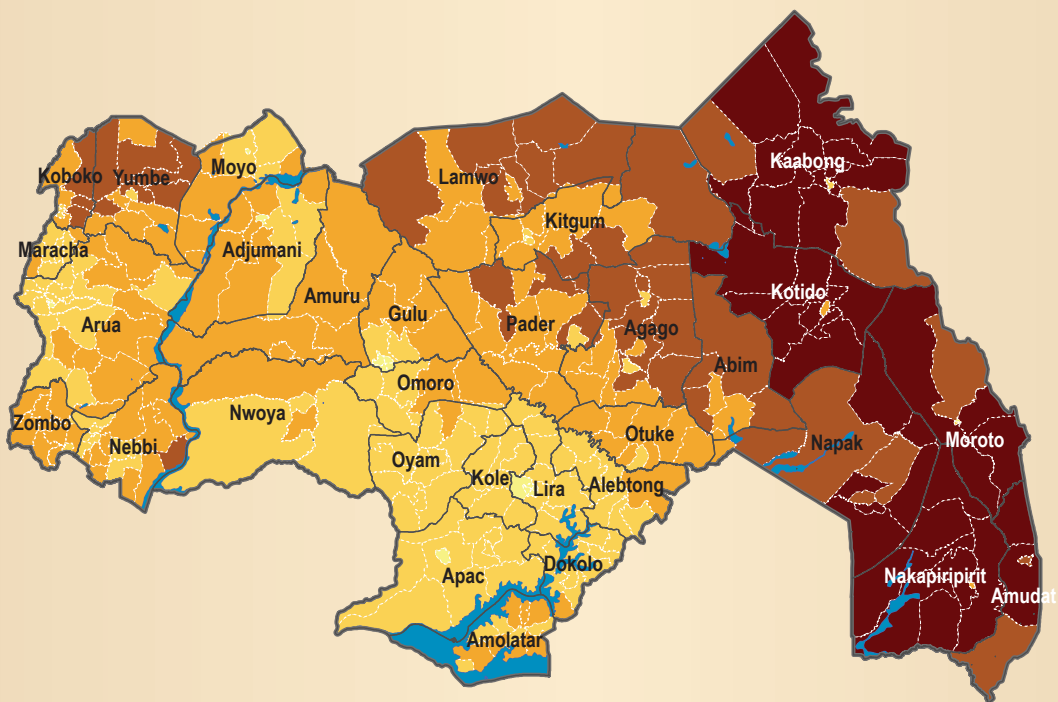 Kaabong
Koboko
Yumbe
Moyo
Lamwo
Kitgum
Maracha
Adjumani
Amuru
Kotido
Arua
Gulu
Pader
Agago
Abim
Omoro
Zombo
Nwoya
Nebbi
Otuke
Napak
Moroto
Oyam
Kole
Lira
Alebtong
Apac
Dokolo
Nakapiripirit
Amudat
Amolatar